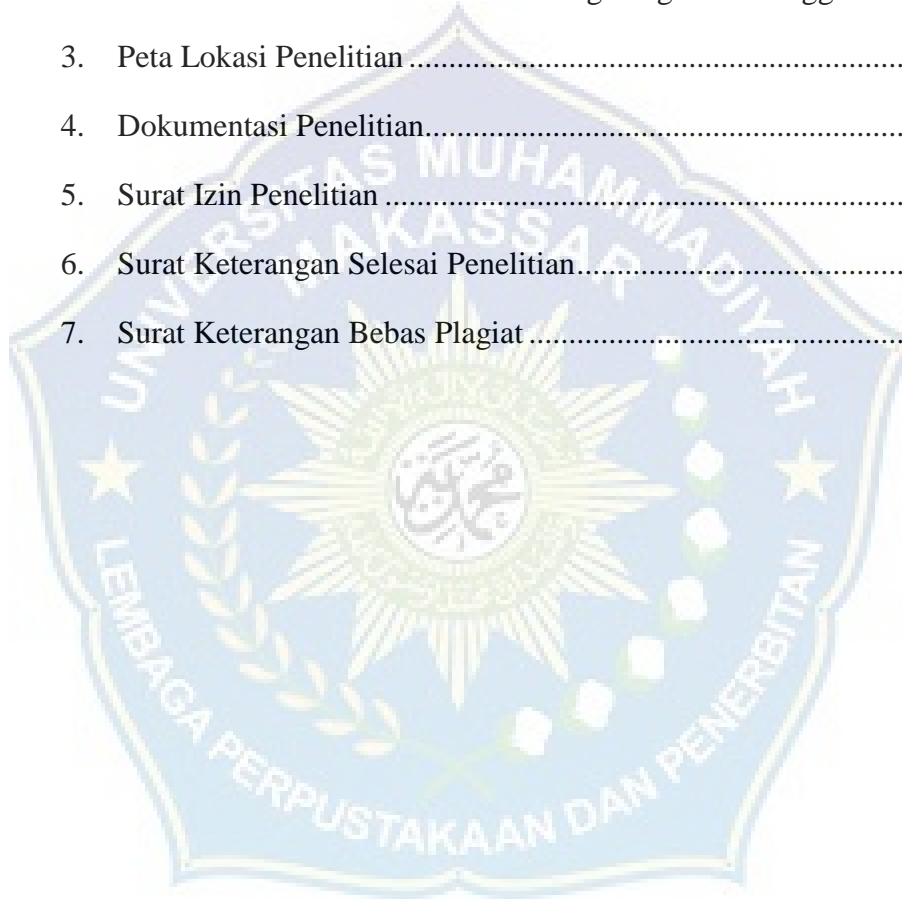 3. Peta Lokasi Penelitian ..........................................................
4. Dokumentasi Penelitian..........................................................
5. Surat Izin Penelitian ..........................................................
6. Surat Keterangan Selesai Penelitian........................................
7. Surat Keterangan Bebas Plagiat ..............................................
UNIVERSITAS MUHAMMADIYAH
MAKASSAR
LEMBAGA PERPUSTAKAAN DAN PENERBITAN